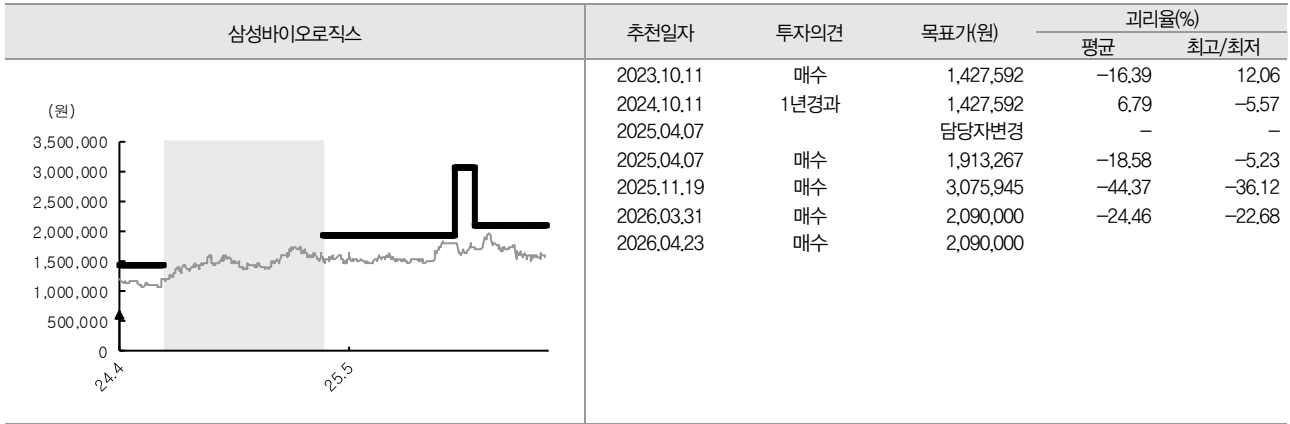 삼성바이오로직스
추천일자 투자의견 목표가(원) 괴리율(%)
평균 최고/최저
2023.10.11 매수 1,427,592 -16.39 12.06
2024.10.11 1년경과 1,427,592 6.79 -5.57
2025.04.07 담당자변경 - -
2025.04.07 매수 1,913,267 -18.58 -5.23
2025.11.19 매수 3,075,945 -44.37 -36.12
2026.03.31 매수 2,090,000 -24.46 -22.68
2026.04.23 매수 2,090,000
(원)
3,500,000
3,000,000
2,500,000
2,000,000
1,500,000
1,000,000
500,000
0
24.4 25.5